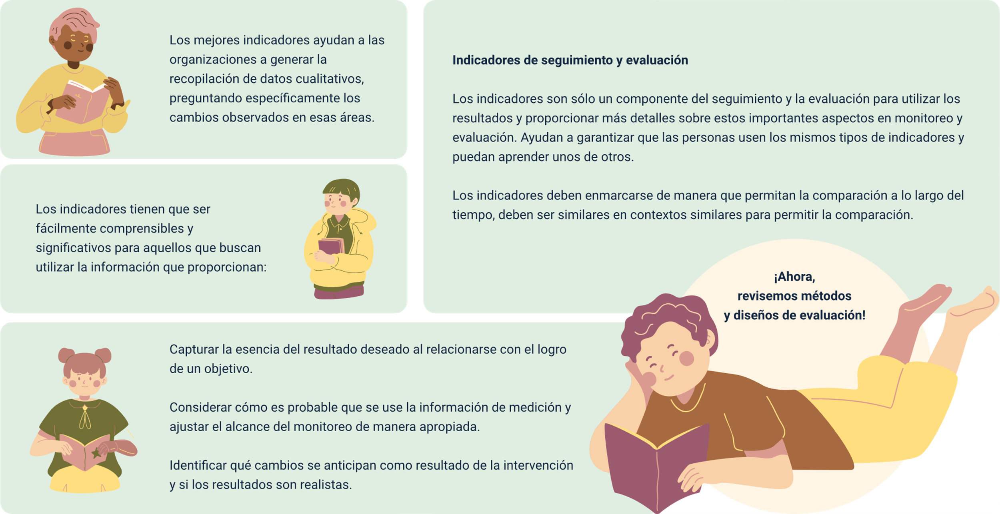 Los mejores indicadores ayudan a las
organizaciones a generar la
recopilación de datos cualitativos,
preguntando específicamente los
cambios observados en esas áreas.
Los indicadores tienen que ser
fácilmente comprensibles y
significativos para aquellos que buscan
utilizar la información que proporcionan:
Capturar la esencia del resultado deseado al relacionarse con el logro
de un objetivo.
Considerar cómo es probable que se use la información de medición y
ajustar el alcance del monitoreo de manera apropiada.
Identificar qué cambios se anticipan como resultado de la intervención
y si los resultados son realistas.
Indicadores de seguimiento y evaluación
Los indicadores son sólo un componente del seguimiento y la evaluación para utilizar los
resultados y proporcionar más detalles sobre estos importantes aspectos en monitoreo y
evaluación. Ayudan a garantizar que las personas usen los mismos tipos de indicadores y
puedan aprender unos de otros.
Los indicadores deben enmarcarse de manera que permitan la comparación a lo largo del
tiempo, deben ser similares en contextos similares para permitir la comparación.
¡Ahora,
revisemos métodos
y diseños de evaluación!